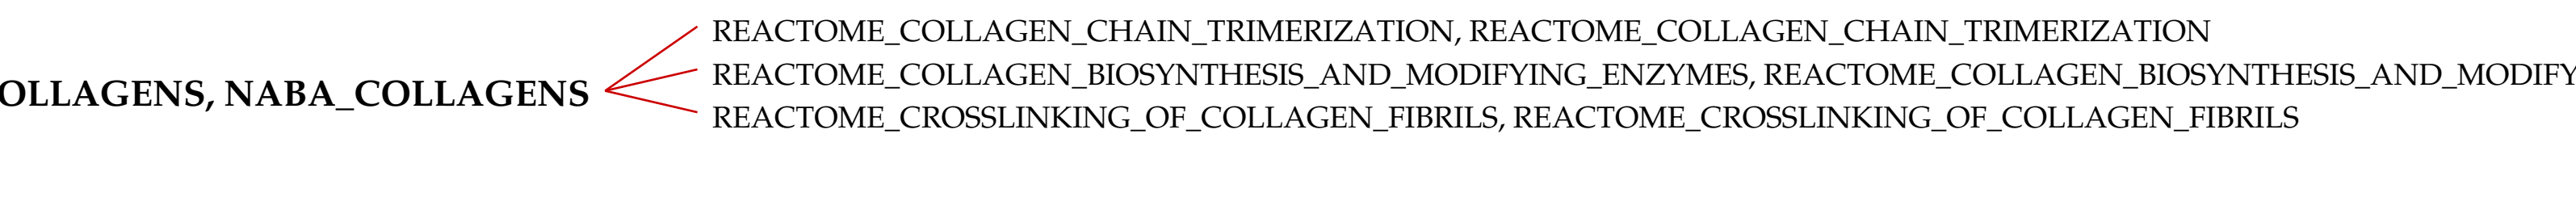 REACTOME_COLLAGEN_CHAIN_TRIMERIZATION, REACTOME_COLLAGEN_CHAIN_TRIMERIZATION
OLLAGENS, NABA_COLLAGENS
REACTOME_COLLAGEN_BIOSYNTHESIS_AND_MODIFYING_ENZYMES, REACTOME_COLLAGEN_BIOSYNTHESIS_AND_MODIFY
REACTOME_CROSSLINKING_OF_COLLAGEN_FIBRILS, REACTOME_CROSSLINKING_OF_COLLAGEN_FIBRILS